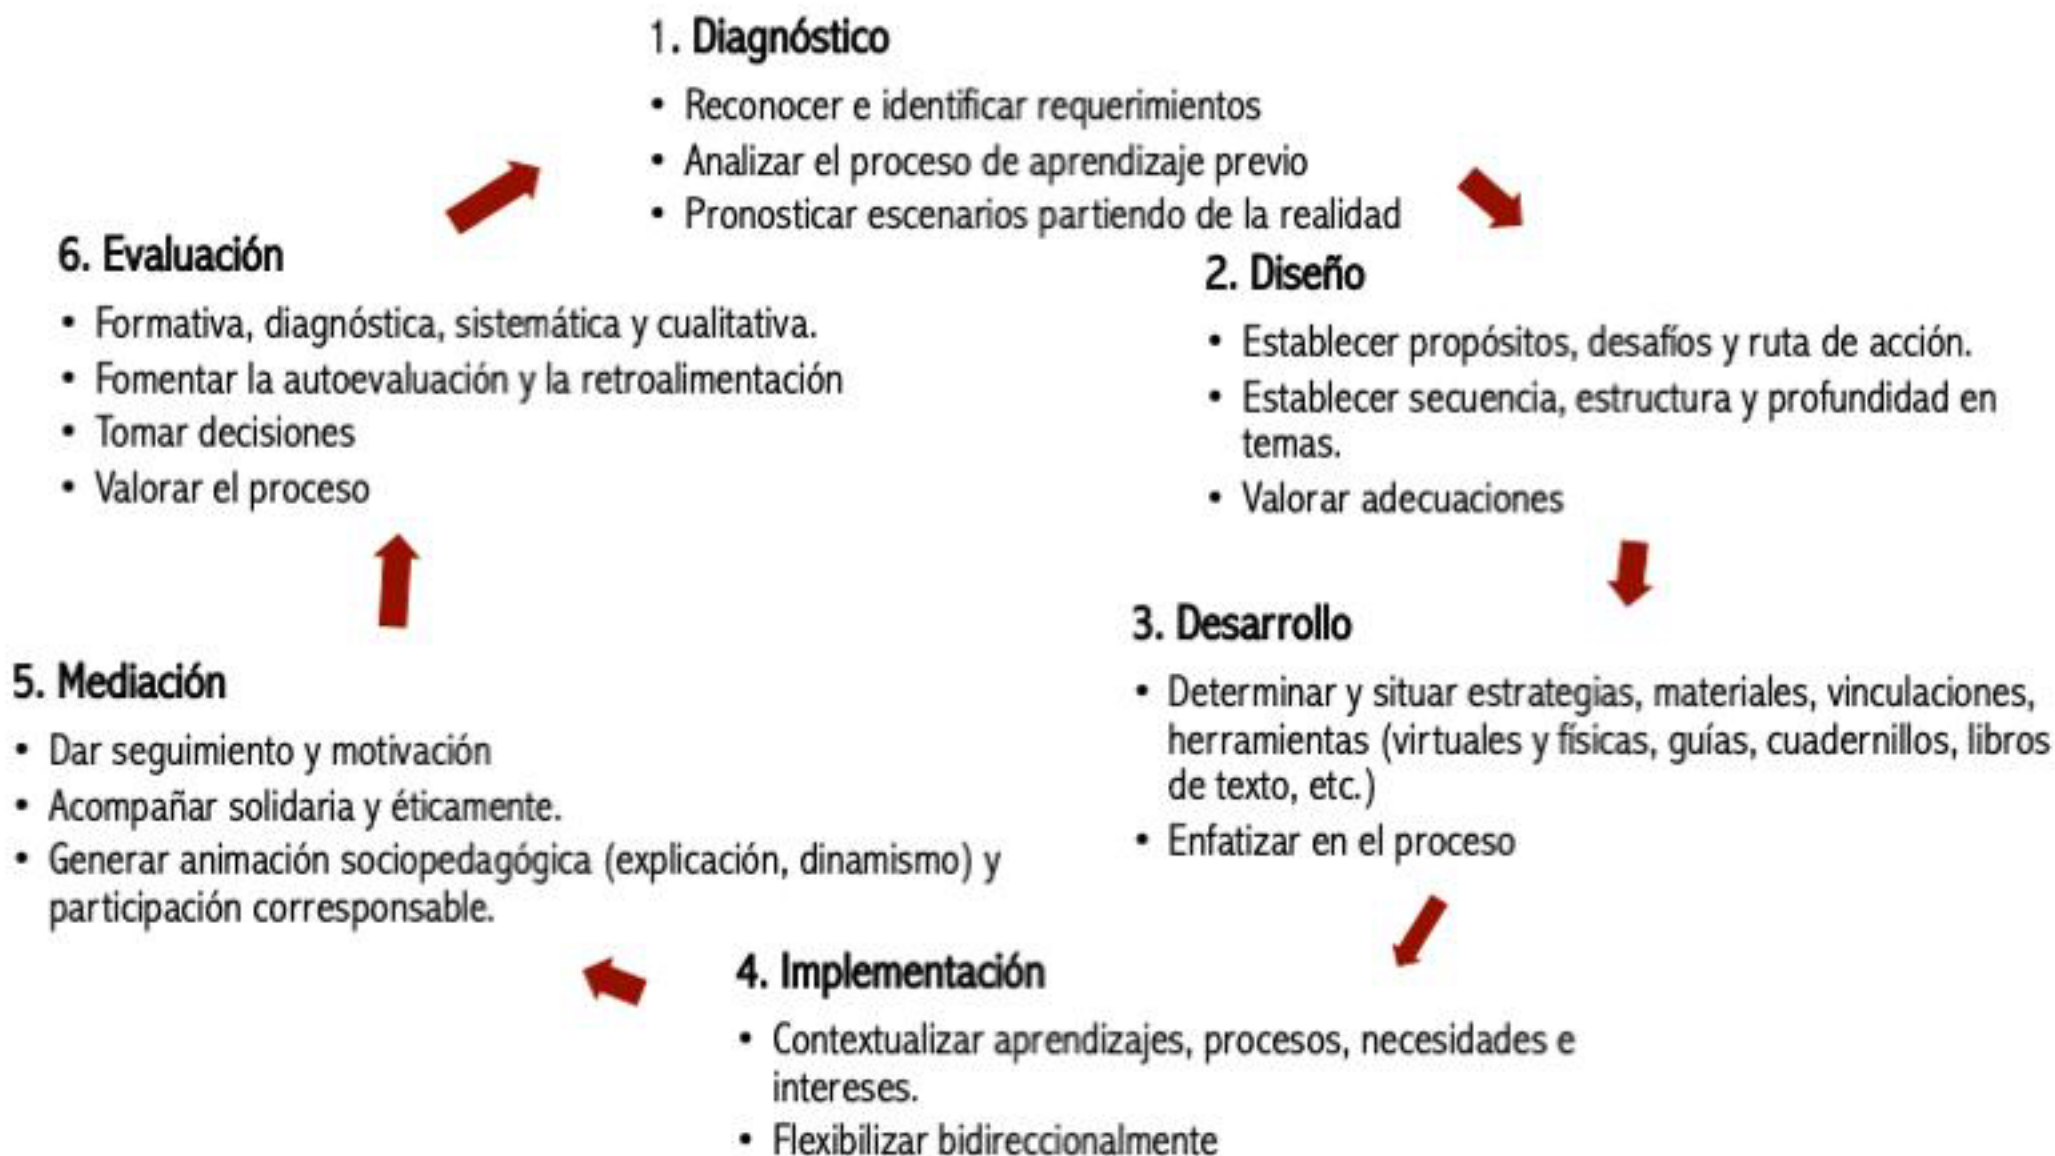 1. Diagnóstico
• Reconocer e identificar requerimientos
• Analizar el proceso de aprendizaje previo
• Pronosticar escenarios partiendo de la realidad
2. Diseño
• Establecer propósitos, desafíos y ruta de acción.
• Establecer secuencia, estructura y profundidad en
temas.
• Valorar adecuaciones
3. Desarrollo
• Determinar y situar estrategias, materiales, vinculaciones,
herramientas (virtuales y físicas, guías, cuadernillos, libros
de texto, etc.)
• Enfatizar en el proceso
4. Implementación
• Contextualizar aprendizajes, procesos, necesidades e
intereses.
• Flexibilizar bidireccionalmente
5. Mediación
• Dar seguimiento y motivación
• Acompañar solidaria y éticamente.
• Generar animación sociopedagógica (explicación, dinamismo) y
participación corresponsable.
6. Evaluación
• Formativa, diagnóstica, sistemática y cualitativa.
• Fomentar la autoevaluación y la retroalimentación
• Tomar decisiones
• Valorar el proceso